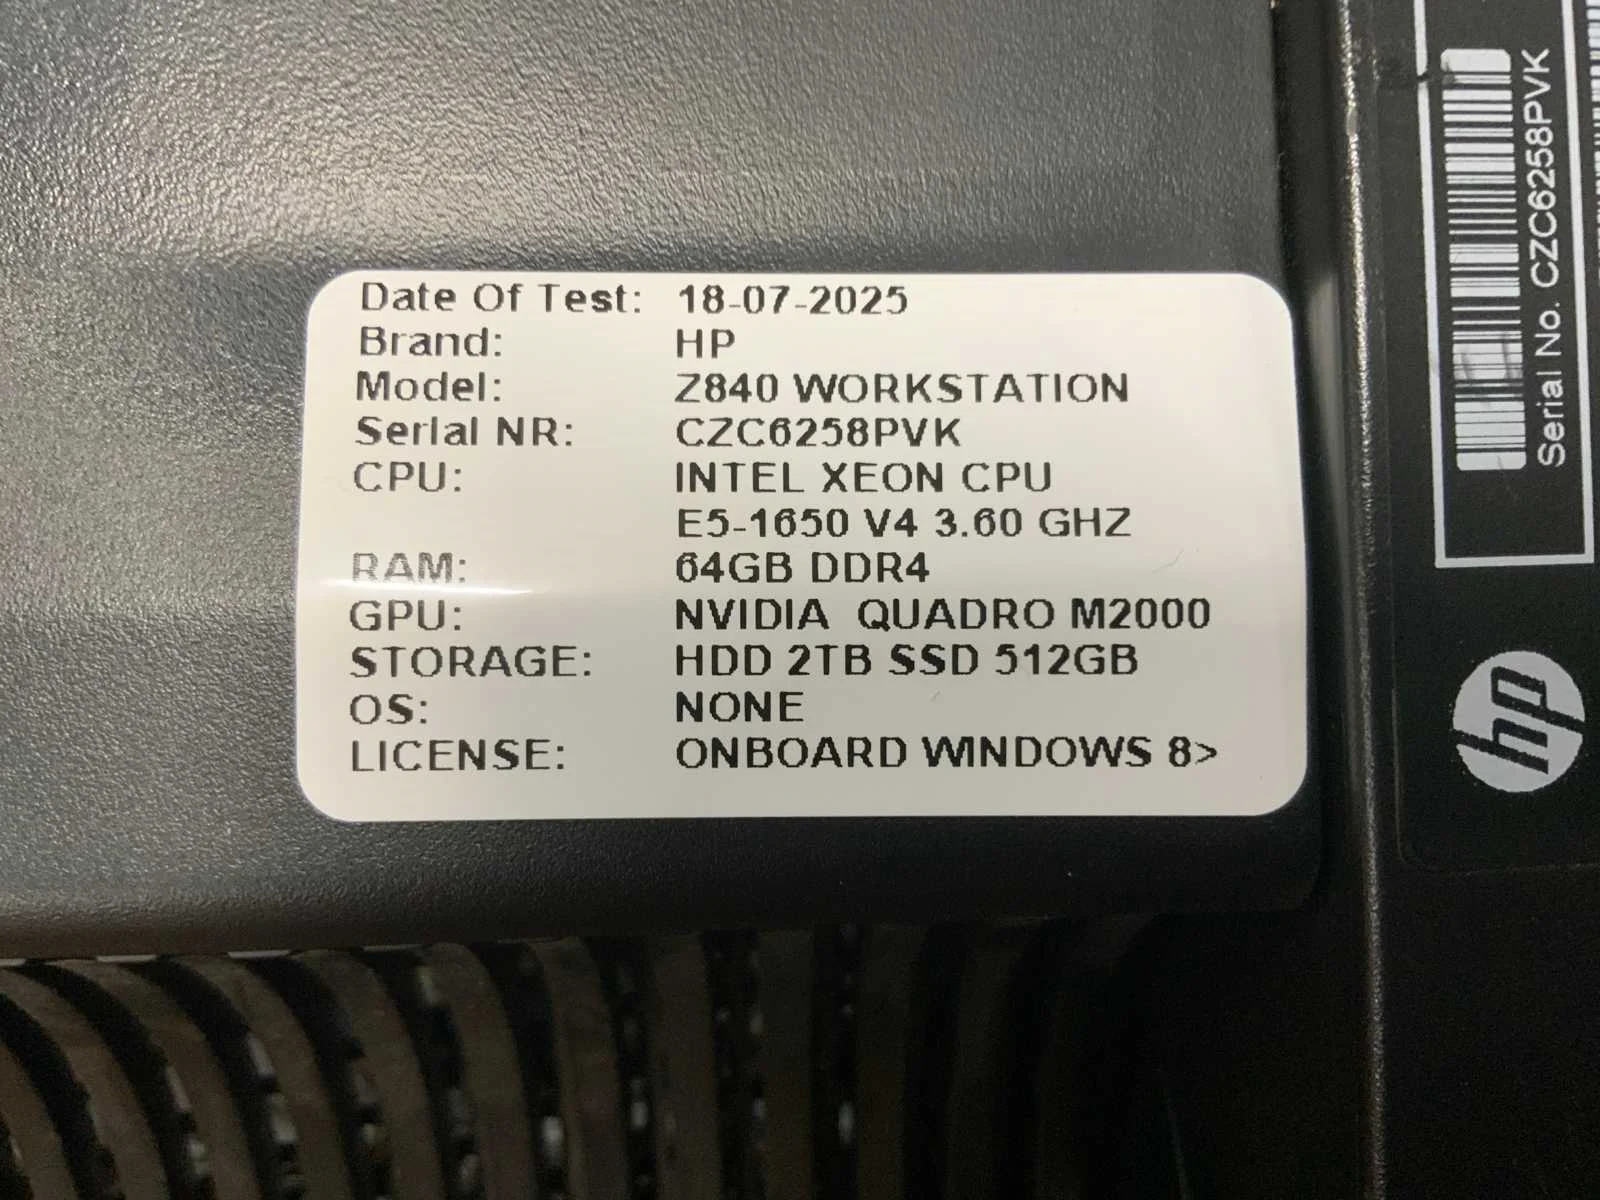 Date Of Test: 18-07-2025
Brand: HP
Model: Z840 WORKSTATION
Serial NR: CZC6258PVK
CPU: INTEL XEON CPU
E5-1650 V4 3.60 GHZ
RAM: 64GB DDR4
GPU: NVIDIA QUADRO M2000
STORAGE: HDD 2TB SSD 512GB
OS: NONE
LICENSE: ONBOARD WINDOWS 8>
Serial No. CZC6258PVK
hp